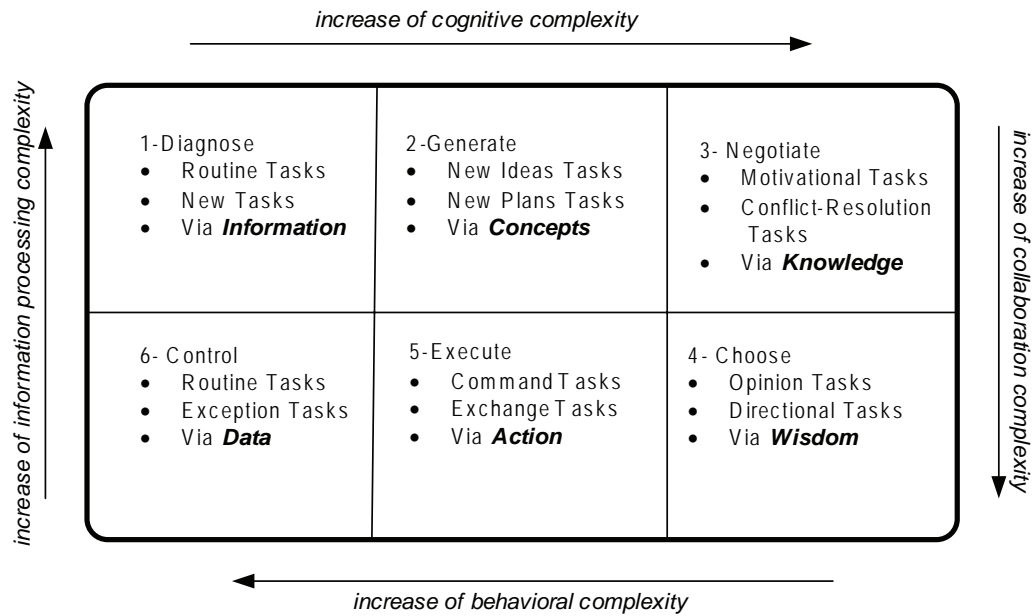 increase of cognitive complexity
increase of information processing complexity
1-Diagnose
• Routine Tasks
• New Tasks
• Via Information
2-Generate
• New Ideas Tasks
• New Plans Tasks
• Via Concepts
3- Negotiate
• Motivational Tasks
• Conflict-Resolution
Tasks
• Via Knowledge
increase of collaboration complexity
6- Control
• Routine Tasks
• Exception Tasks
• Via Data
5-Execute
• Command Tasks
• Exchange Tasks
• Via Action
4- Choose
• Opinion Tasks
• Directional Tasks
• Via Wisdom
increase of behavioral complexity